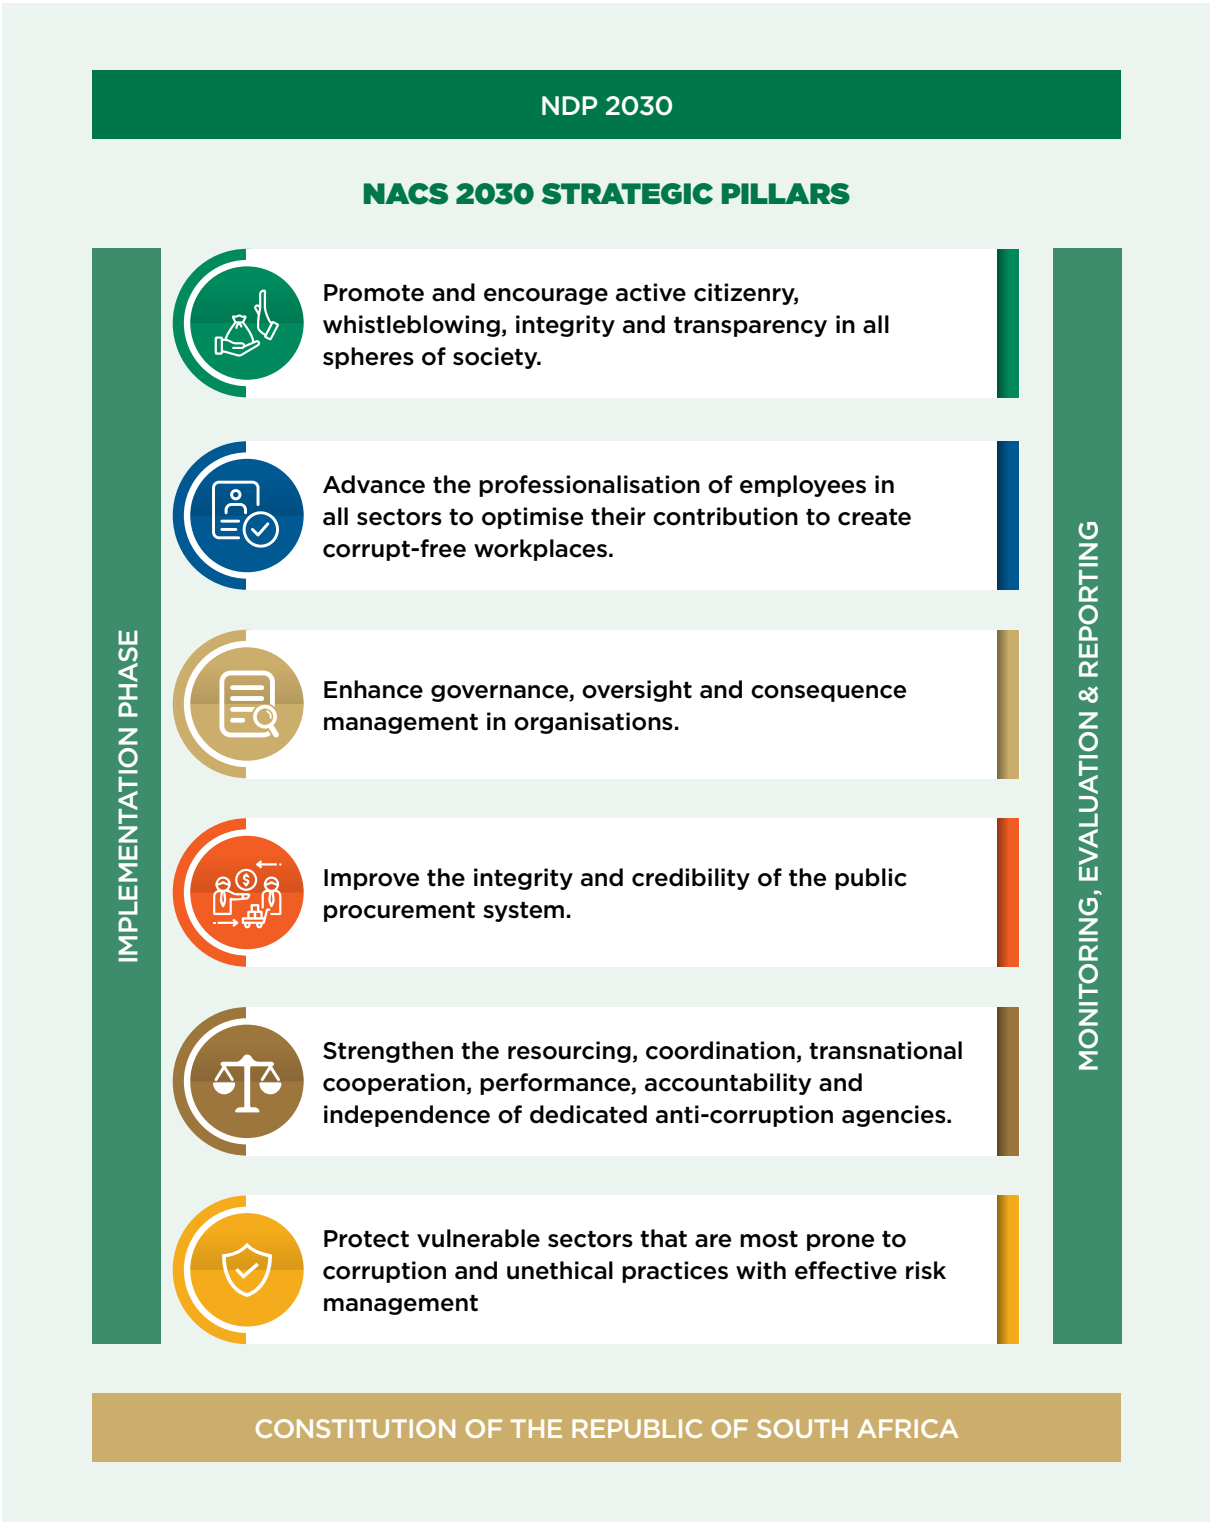 NDP 2030
NACS 2030 STRATEGIC PILLARS
IMPLEMENTATION PHASE
Promote and encourage active citizenry,
whistleblowing, integrity and transparency in all
spheres of society.
Advance the professionalisation of employees in
all sectors to optimise their contribution to create
corrupt-free workplaces.
Enhance governance, oversight and consequence
management in organisations.
Improve the integrity and credibility of the public
procurement system.
Strengthen the resourcing, coordination, transnational
cooperation, performance, accountability and
independence of dedicated anti-corruption agencies.
Protect vulnerable sectors that are most prone to
corruption and unethical practices with effective risk
management
MONITORING, EVALUATION & REPORTING
CONSTITUTION OF THE REPUBLIC OF SOUTH AFRICA